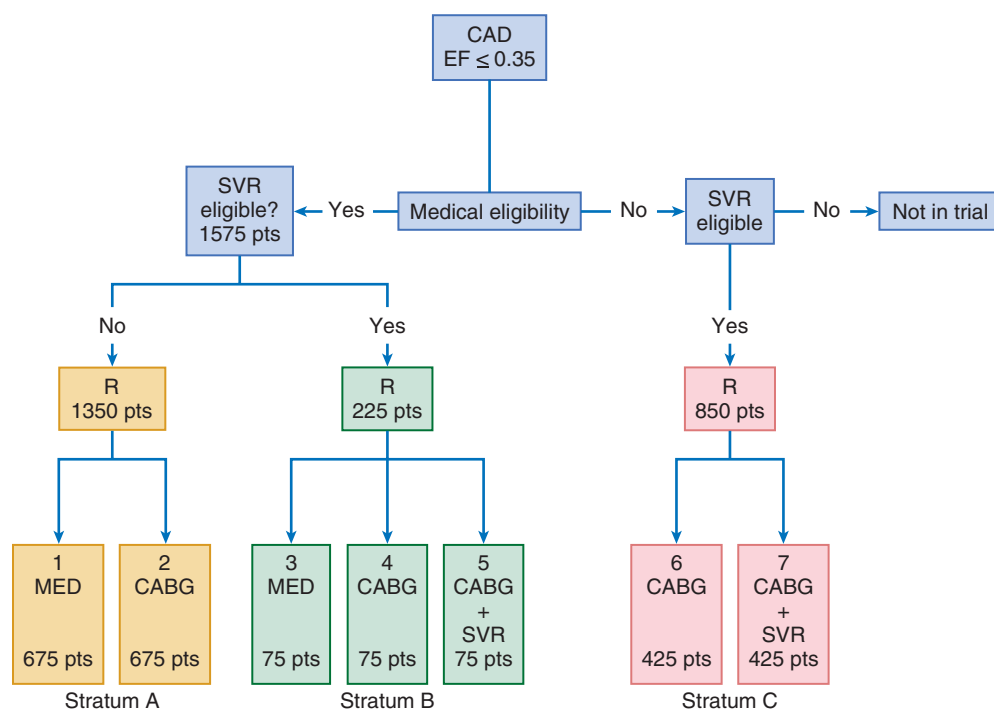 CAD
EF ≤ 0.35
SVR
eligible?
1575 pts
Yes
Medical eligibility
No
SVR
eligible
No
Not in trial
No
Yes
Yes
R
1350 pts
R
225 pts
R
850 pts
1
MED
675 pts
2
CABG
675 pts
3
MED
75 pts
4
CABG
75 pts
5
CABG
+
SVR
75 pts
6
CABG
425 pts
7
CABG
+
SVR
425 pts
Stratum A
Stratum B
Stratum C